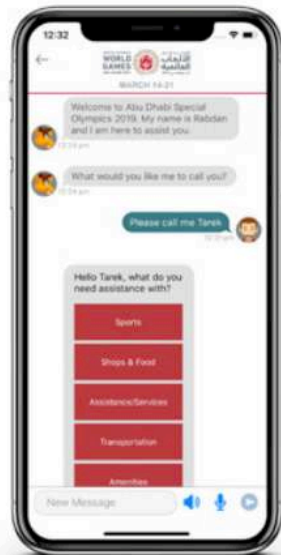 12:32
WORLD
GAMES
الألعاب
العالمية
MARCH 14-21
Welcome to Abu Dhabi Special
Olympics 2019. My name is Rabdan
and I am here to assist you.
What would you like me to call you?
Please call me Tarek
Hello Tarek, what do you
need assistance with?
Sports
Shops & Food
Assistance/Services
Transportation
Amenities
New Message